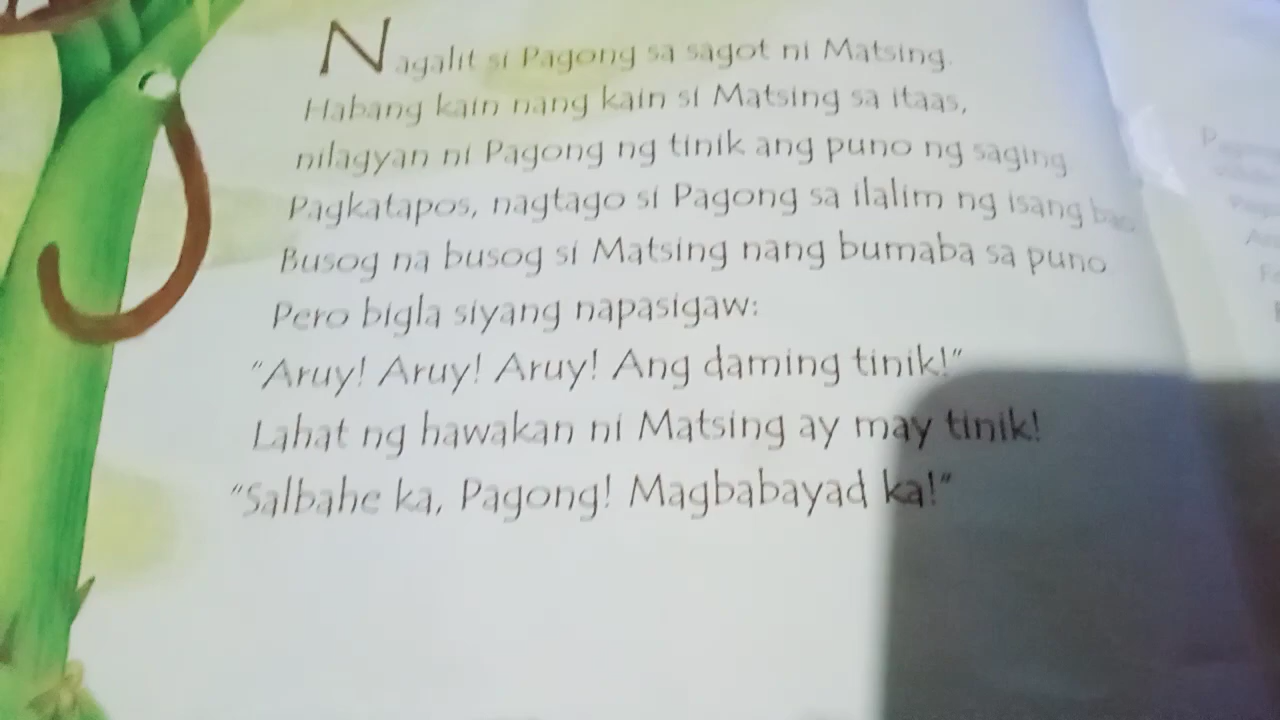 Nagalit si Pagong sa sagot ni Matsing.
Habang kain nang kain si Matsing sa itaas,
nilagyan ni Pagong ng tinik ang puno ng saging
Pagkatapos, nagtago si Pagong sa ilalim ng isang
Busog na busog si Matsing nang bumaba sa puno
Pero bigla siyang napasigaw:
"Aruy! Aruy! Aruy! Ang daming tinik!"
Lahat ng hawakan ni Matsing ay may tinik!
"Salbahe ka, Pagong! Magbabayad ka!"